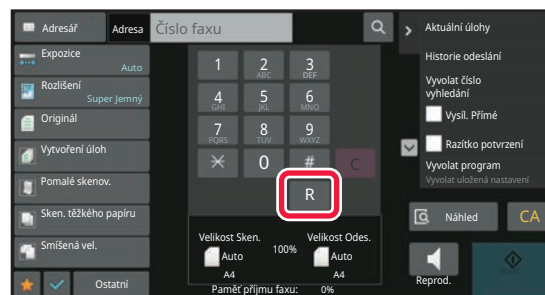 Adresář
Adresa
Číslo faxu
Expozice
Auto
Rozlišení
Super Jemný
Originál
Vytvoření úloh
Pomalé skenov.
Sken. těžkého papíru
Smíšená vel.
Ostatní
1
2
ABC
3
DEF
4
GHI
5
JKL
6
MNO
7
PQRS
8
TUV
9
WXYZ
0
#
C
R
Velikost Sken.
Auto
A4
100%
Velikost Odes.
Auto
A4
Paměť příjmu faxu: 0%
Aktuální úlohy
Historie odeslání
Vyvolat číslo
vyhledání
Vysíl. Přímé
Razítko potvrzení
Vyvolat program
Vyvolat uložená nastavení
Náhled
CA
Reprod.